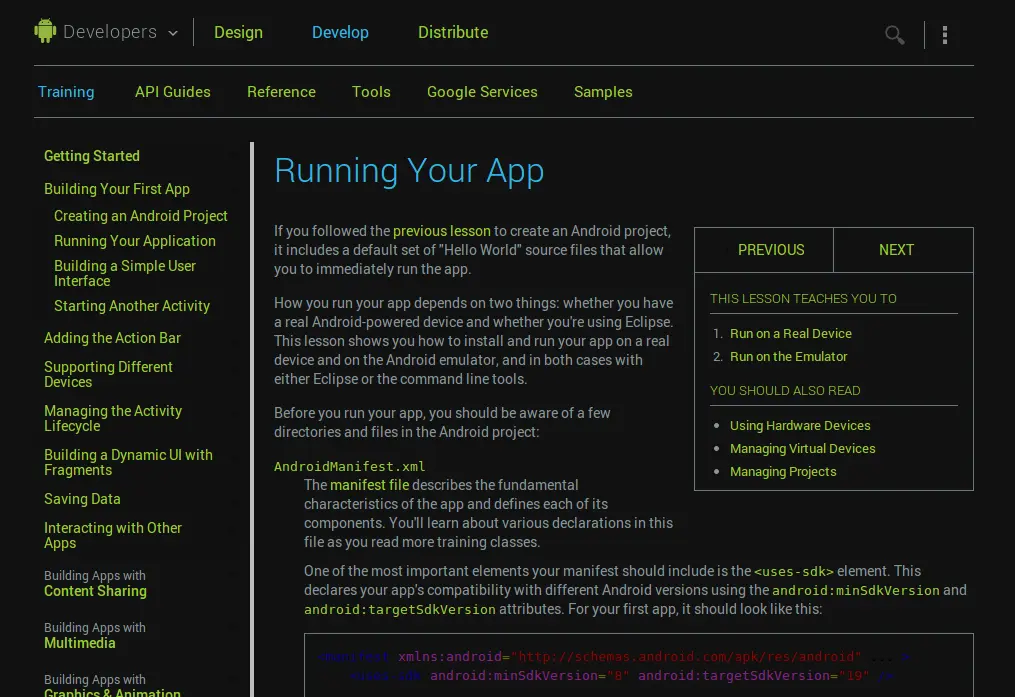 Developers
Design
Develop
Distribute
Training
API Guides
Reference
Tools
Google Services
Samples
Getting Started
Building Your First App
Creating an Android Project
Running Your Application
Building a Simple User
Interface
Starting Another Activity
Adding the Action Bar
Supporting Different
Devices
Managing the Activity
Lifecycle
Building a Dynamic UI with
Fragments
Saving Data
Interacting with Other
Apps
Building Apps with
Content Sharing
Building Apps with
Multimedia
Building Apps with
Graphics & Animation
Running Your App
If you followed the previous lesson to create an Android project,
it includes a default set of "Hello World" source files that allow
you to immediately run the app.
How you run your app depends on two things: whether you have
a real Android-powered device and whether you're using Eclipse.
This lesson shows you how to install and run your app on a real
device and on the Android emulator, and in both cases with
either Eclipse or the command line tools.
Before you run your app, you should be aware of a few
directories and files in the Android project:
AndroidManifest.xml
The manifest file describes the fundamental
characteristics of the app and defines each of its
components. You'll learn about various declarations in this
file as you read more training classes.
One of the most important elements your manifest should include is the <uses-sdk> element. This
declares your app's compatibility with different Android versions using the android:minSdkVersion and
android:targetSdkVersion attributes. For your first app, it should look like this:
<manifest xmlns:android="http://schemas.android.com/apk/res/android" ... >
<uses-sdk android:minSdkVersion="8" android:targetSdkVersion="19" />
PREVIOUS
NEXT
THIS LESSON TEACHES YOU TO
1. Run on a Real Device
2. Run on the Emulator
YOU SHOULD ALSO READ
• Using Hardware Devices
• Managing Virtual Devices
• Managing Projects